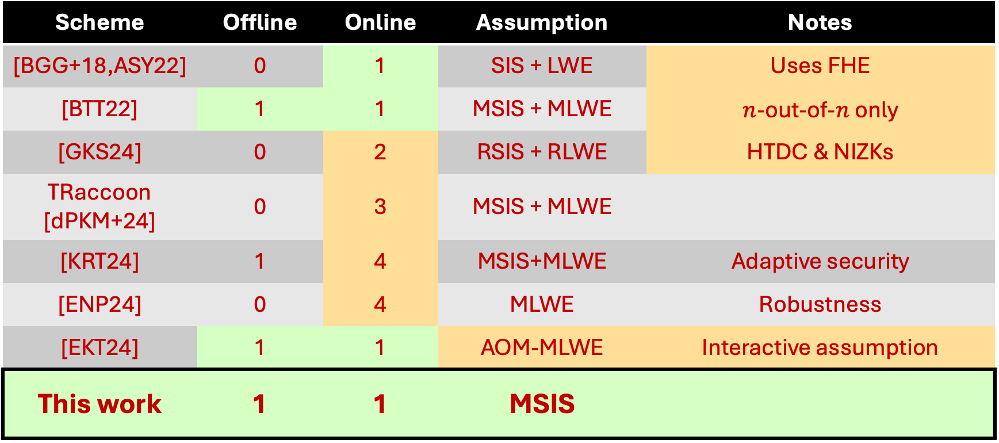 Scheme Offline Online Assumption Notes
[BGG+18,ASY22] 0 1 SIS + LWE Uses FHE
[BTT22] 1 1 MSIS + MLWE n-out-of-n only
[GKS24] 0 2 RSIS + RLWE HTDC & NIZKs
TRaccoon
[dPKM+24] 0 3 MSIS + MLWE
[KRT24] 1 4 MSIS+MLWE Adaptive security
[ENP24] 0 4 MLWE Robustness
[EKT24] 1 1 AOM-MLWE Interactive assumption
This work 1 1 MSIS